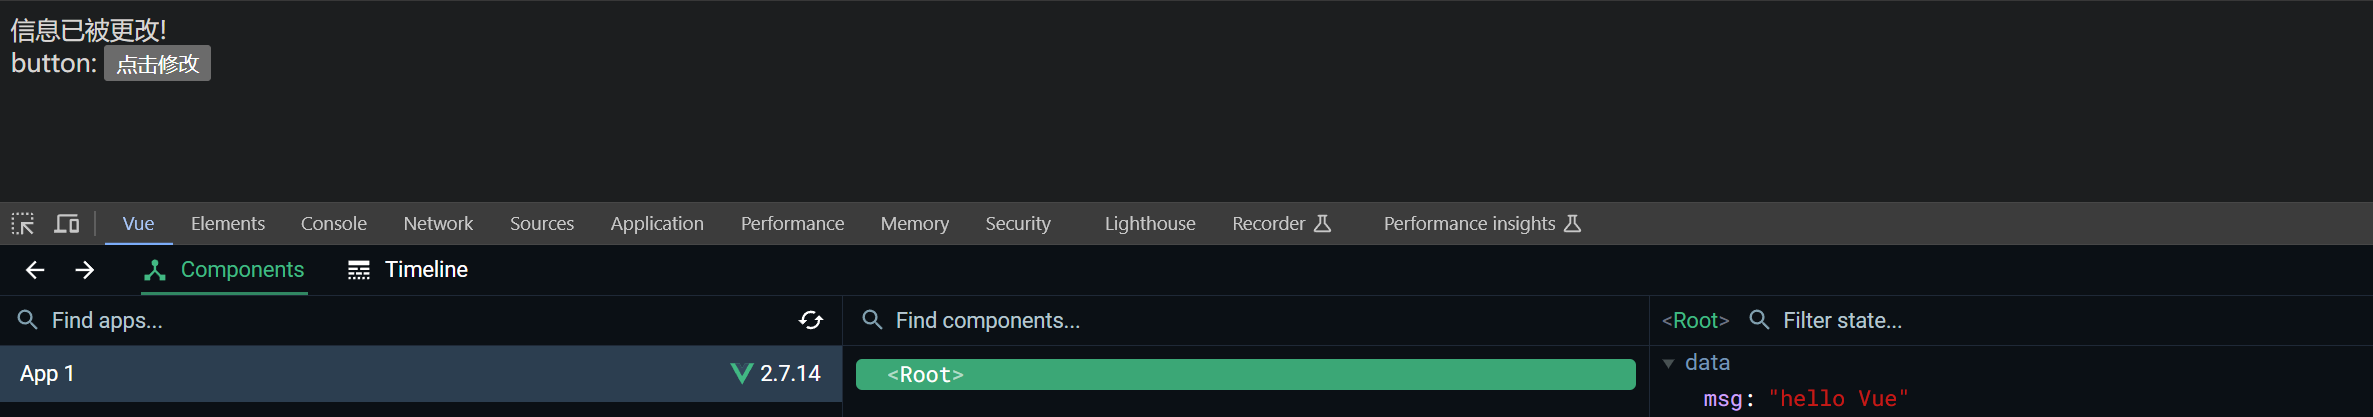 信息已被更改!
button: 点击修改
Vue Elements Console Network Sources Application Performance Memory Security Lighthouse Recorder Performance insights
Components Timeline
Find apps... Find components... <Root> Filter state...
App 1 2.7.14 <Root> data
msg: "hello Vue"